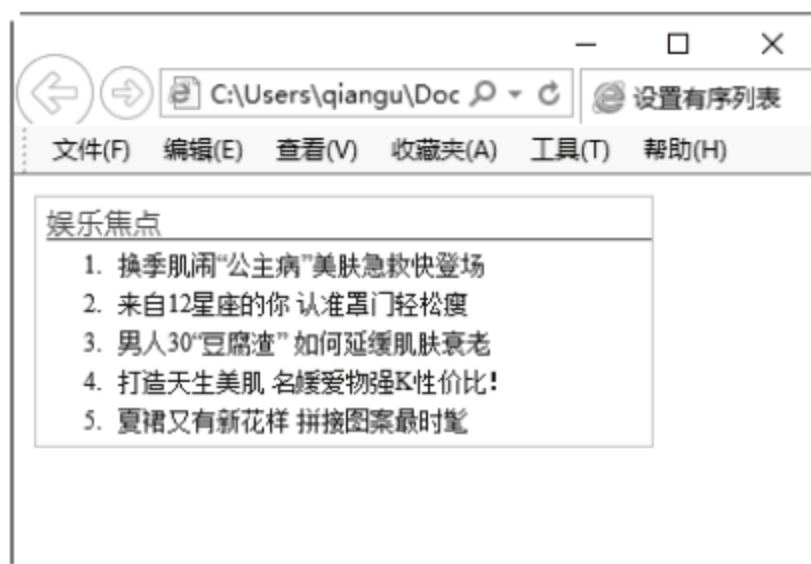 C:\Users\qiangu\Doc 设置有序列表
文件(F) 编辑(E) 查看(V) 收藏夹(A) 工具(T) 帮助(H)
娱乐焦点
1. 换季肌闹“公主病”美肤急救快登场
2. 来自12星座的你 认准罩门轻松瘦
3. 男人30“豆腐渣” 如何延缓肌肤衰老
4. 打造天生美肌 名媛爱物强K性价比!
5. 夏裙又有新花样 拼接图案最时髦